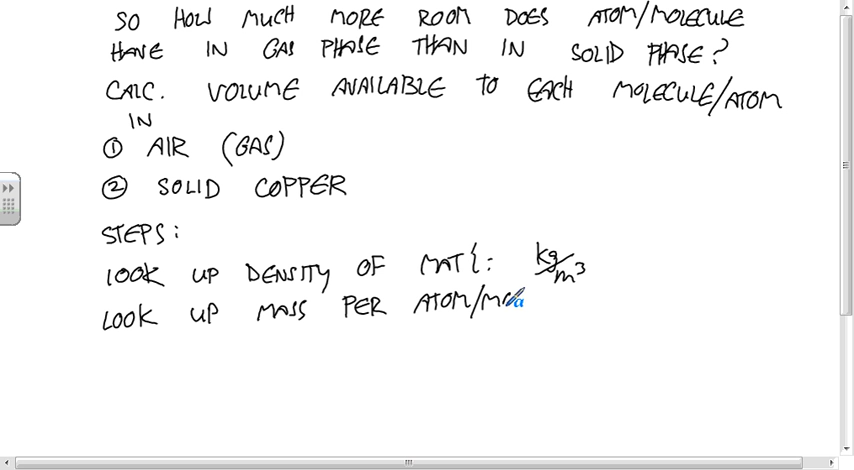 SO HOW MUCH MORE ROOM DOES ATOM/MOLECULE
HAVE IN GAS PHASE THAN IN SOLID PHASE?
CALC. VOLUME AVAILABLE TO EACH MOLECULE/ATOM
IN
① AIR (GAS)
② SOLID COPPER
STEPS:
LOOK UP DENSITY OF MAT'L: kg/m³
LOOK UP MASS PER ATOM/